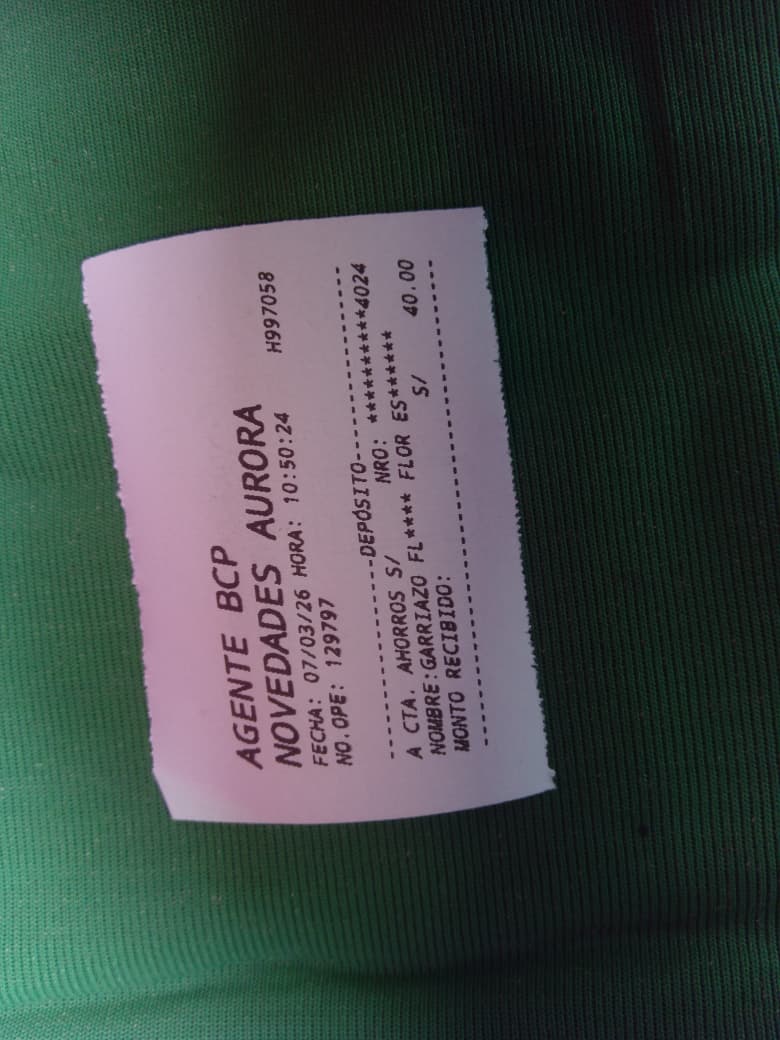 AGENTE BCP
NOVEDADES AURORA
FECHA: 07/03/26 HORA: 10:50:24 H997058
NO.OPE: 129797
--------------------DEPÓSITO--------------------
A CTA. AHORROS S/ NRO: ***********4024
NOMBRE:GARRIAZO FL**** FLOR ES*******
MONTO RECIBIDO: S/ 40.00
------------------------------------------------